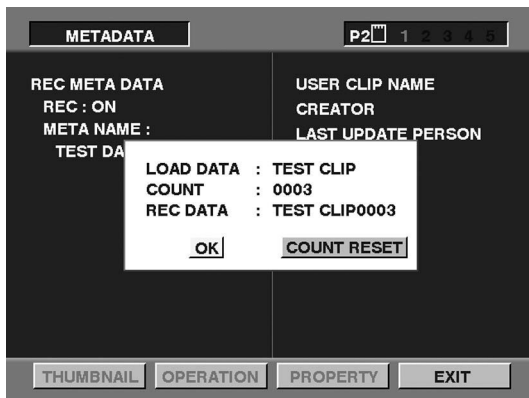 METADATA
P2 1 2 3 4 5
REC META DATA
REC : ON
META NAME :
TEST DA
USER CLIP NAME
CREATOR
LAST UPDATE PERSON
LOAD DATA : TEST CLIP
COUNT : 0003
REC DATA : TEST CLIP0003
OK COUNT RESET
THUMBNAIL OPERATION PROPERTY EXIT